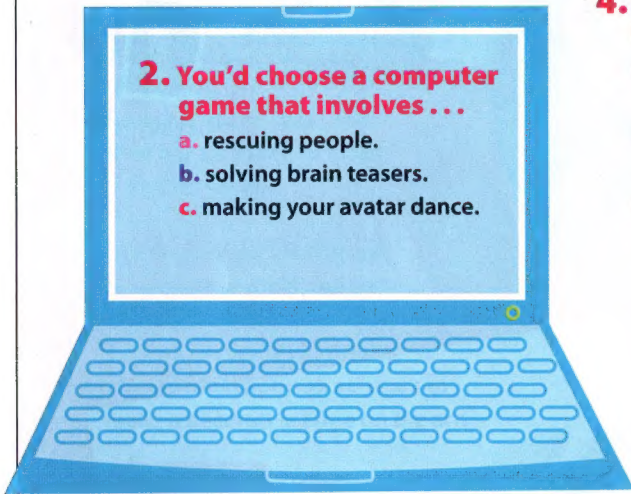 4.
2. You'd choose a computer
game that involves . . .
a. rescuing people.
b. solving brain teasers.
c. making your avatar dance.